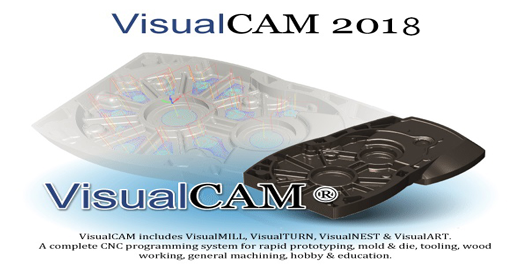 VisualCAM 2018
VisualCAM ®
VisualCAM includes VisualMILL, VisualTURN, VisualNEST & VisualART.
A complete CNC programming system for rapid prototyping, mold & die, tooling, wood
working, general machining, hobby & education.